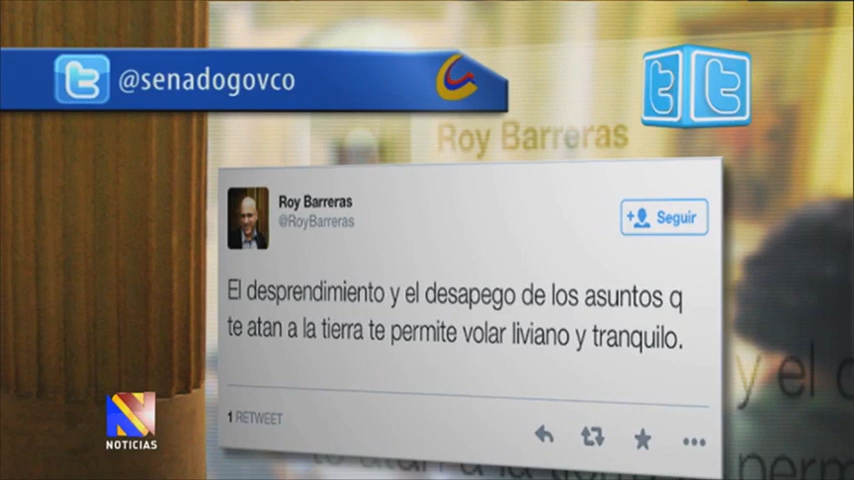 @senadogovco
Roy Barreras
Roy Barreras
@RoyBarreras
Seguir
El desprendimiento y el desapego de los asuntos q
te atan a la tierra te permite volar liviano y tranquilo.
1 RETWEET
y el
NOTICIAS